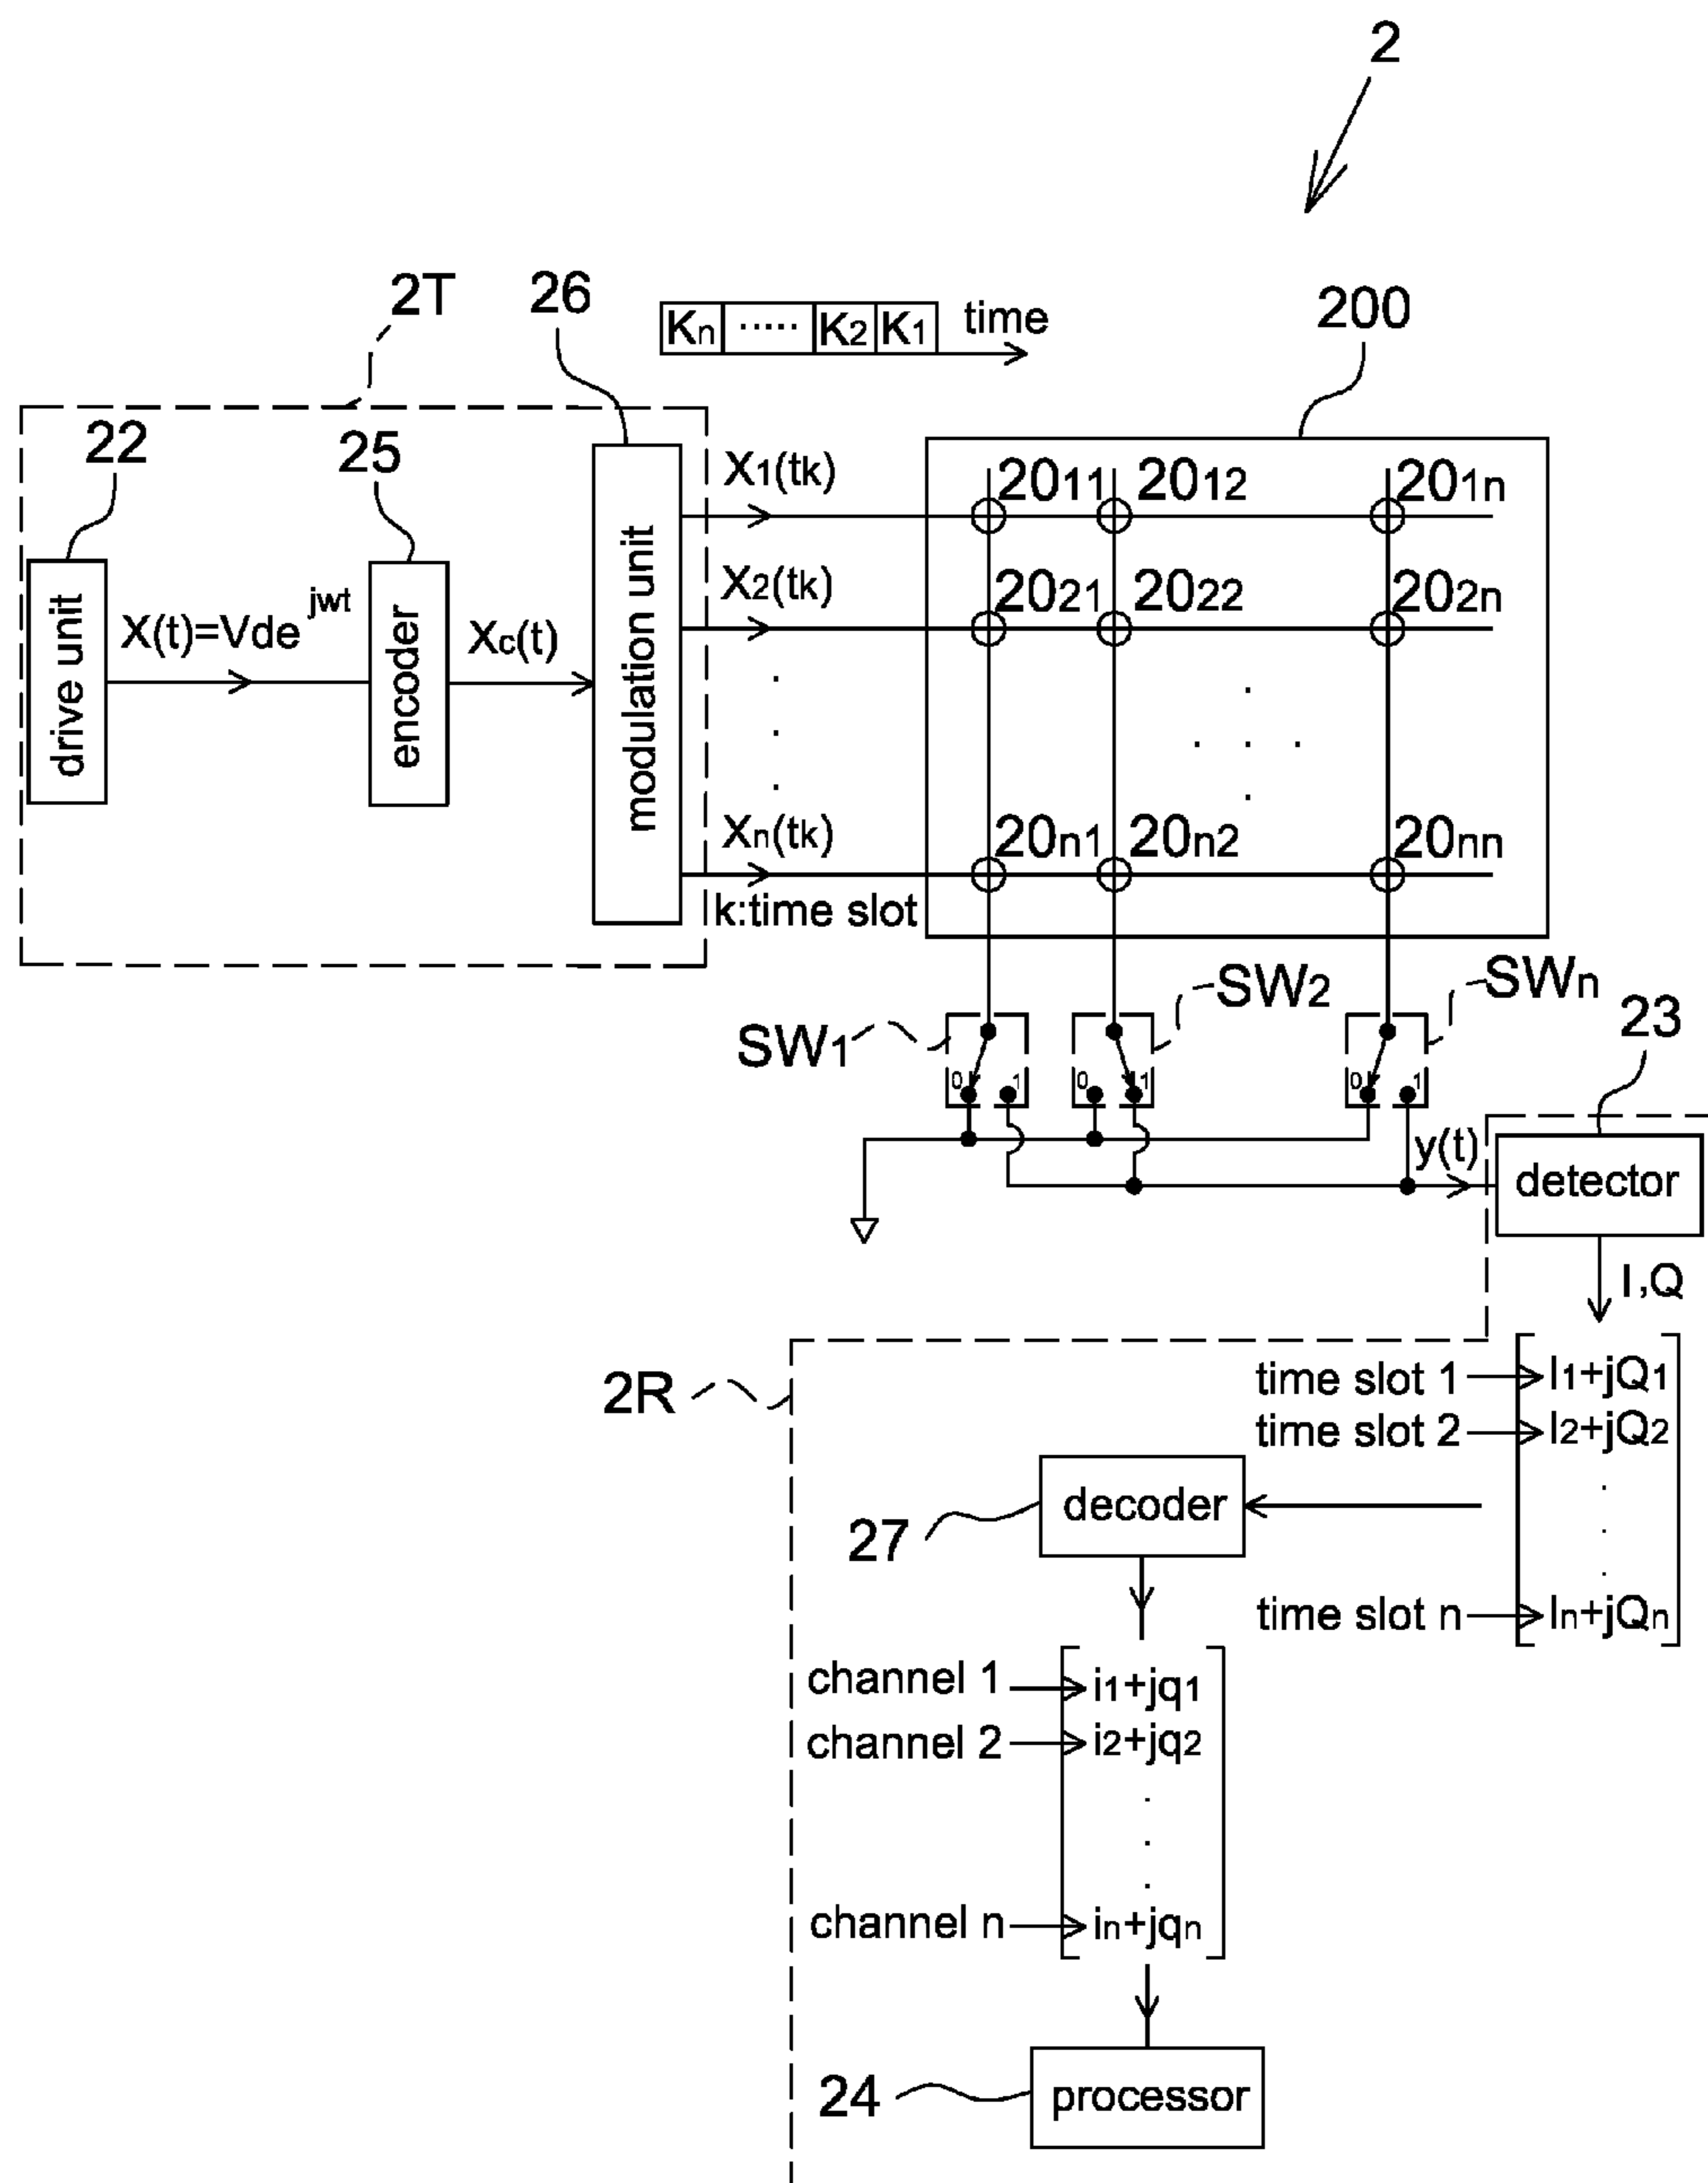 2
2T
26
Kn ..... K2 K1 time
200
22
25
drive unit
X(t)=Vde^jwt
encoder
Xc(t)
modulation unit
X1(tk)
X2(tk)
Xn(tk)
k:time slot
2011 2012 201n
2021 2022 202n
20n1 20n2 20nn
SW1
SW2
SWn
0 1
0 1
0 1
23
y(t)
detector
I,Q
2R
time slot 1 I1+jQ1
time slot 2 I2+jQ2
time slot n In+jQn
decoder
27
channel 1 i1+jq1
channel 2 i2+jq2
channel n in+jqn
24
processor